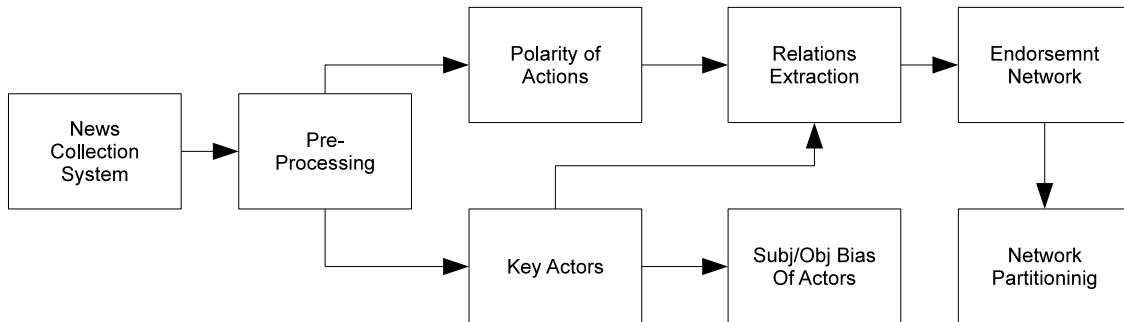 News
Collection
System
Pre-
Processing
Polarity of
Actions
Relations
Extraction
Endorsemnt
Network
Key Actors
Subj/Obj Bias
Of Actors
Network
Partitioninig